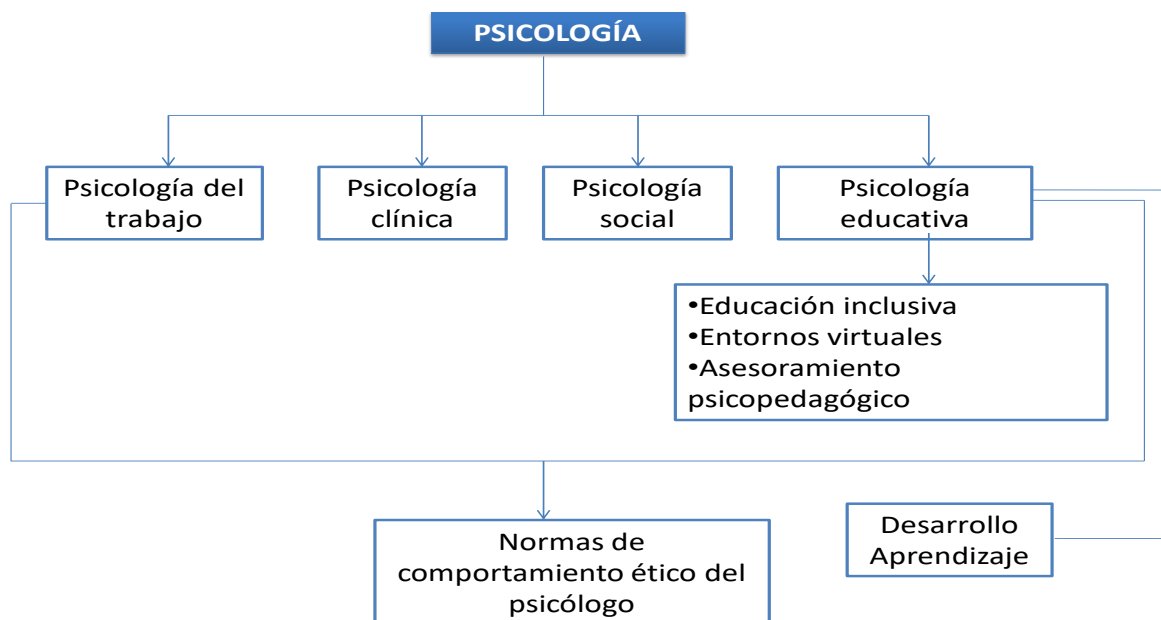 PSICOLOGÍA
Psicología del
trabajo
Psicología
clínica
Psicología
social
Psicología
educativa
•Educación inclusiva
•Entornos virtuales
•Asesoramiento
psicopedagógico
Normas de
comportamiento ético del
psicólogo
Desarrollo
Aprendizaje